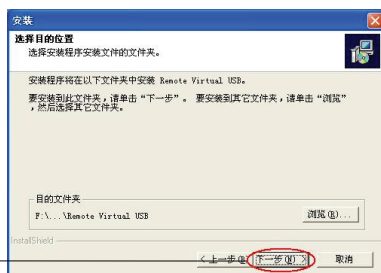 安装
选择目的位置
选择安装程序安装文件的文件夹。
安装程序将在以下文件夹中安装 Remote Virtual USB。
要安装到此文件夹，请单击“下一步”。 要安装到其它文件夹，请单击“浏览”
，然后选择其它文件夹。
目的文件夹
F:\...\Remote Virtual USB
浏览(R)...
InstallShield
<上一步(B) 下一步(N)> 取消